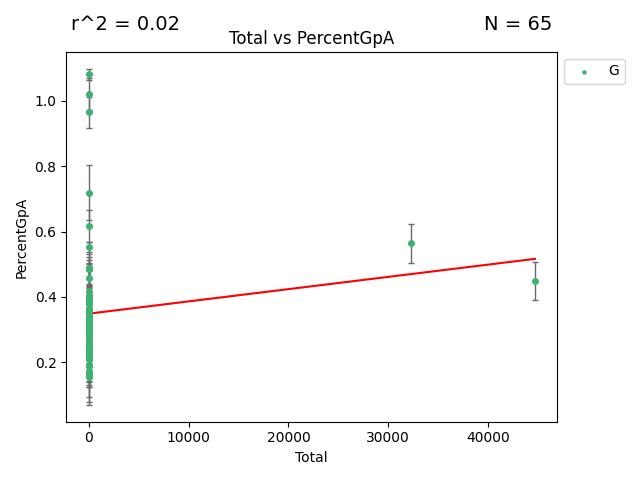 r^2 = 0.02
N = 65
Total vs PercentGpA
G
1.0
0.8
0.6
0.4
0.2
PercentGpA
0
10000
20000
30000
40000
Total